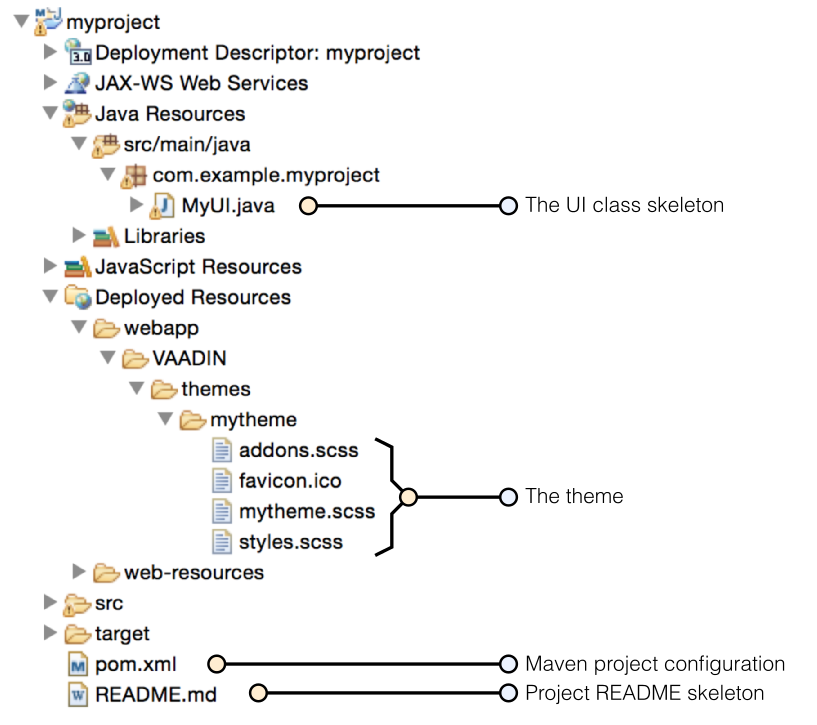 myproject
Deployment Descriptor: myproject
JAX-WS Web Services
Java Resources
src/main/java
com.example.myproject
MyUI.java The UI class skeleton
Libraries
JavaScript Resources
Deployed Resources
webapp
VAADIN
themes
mytheme
addons.scss
favicon.ico
The theme
mytheme.scss
styles.scss
web-resources
src
target
pom.xml Maven project configuration
README.md Project README skeleton